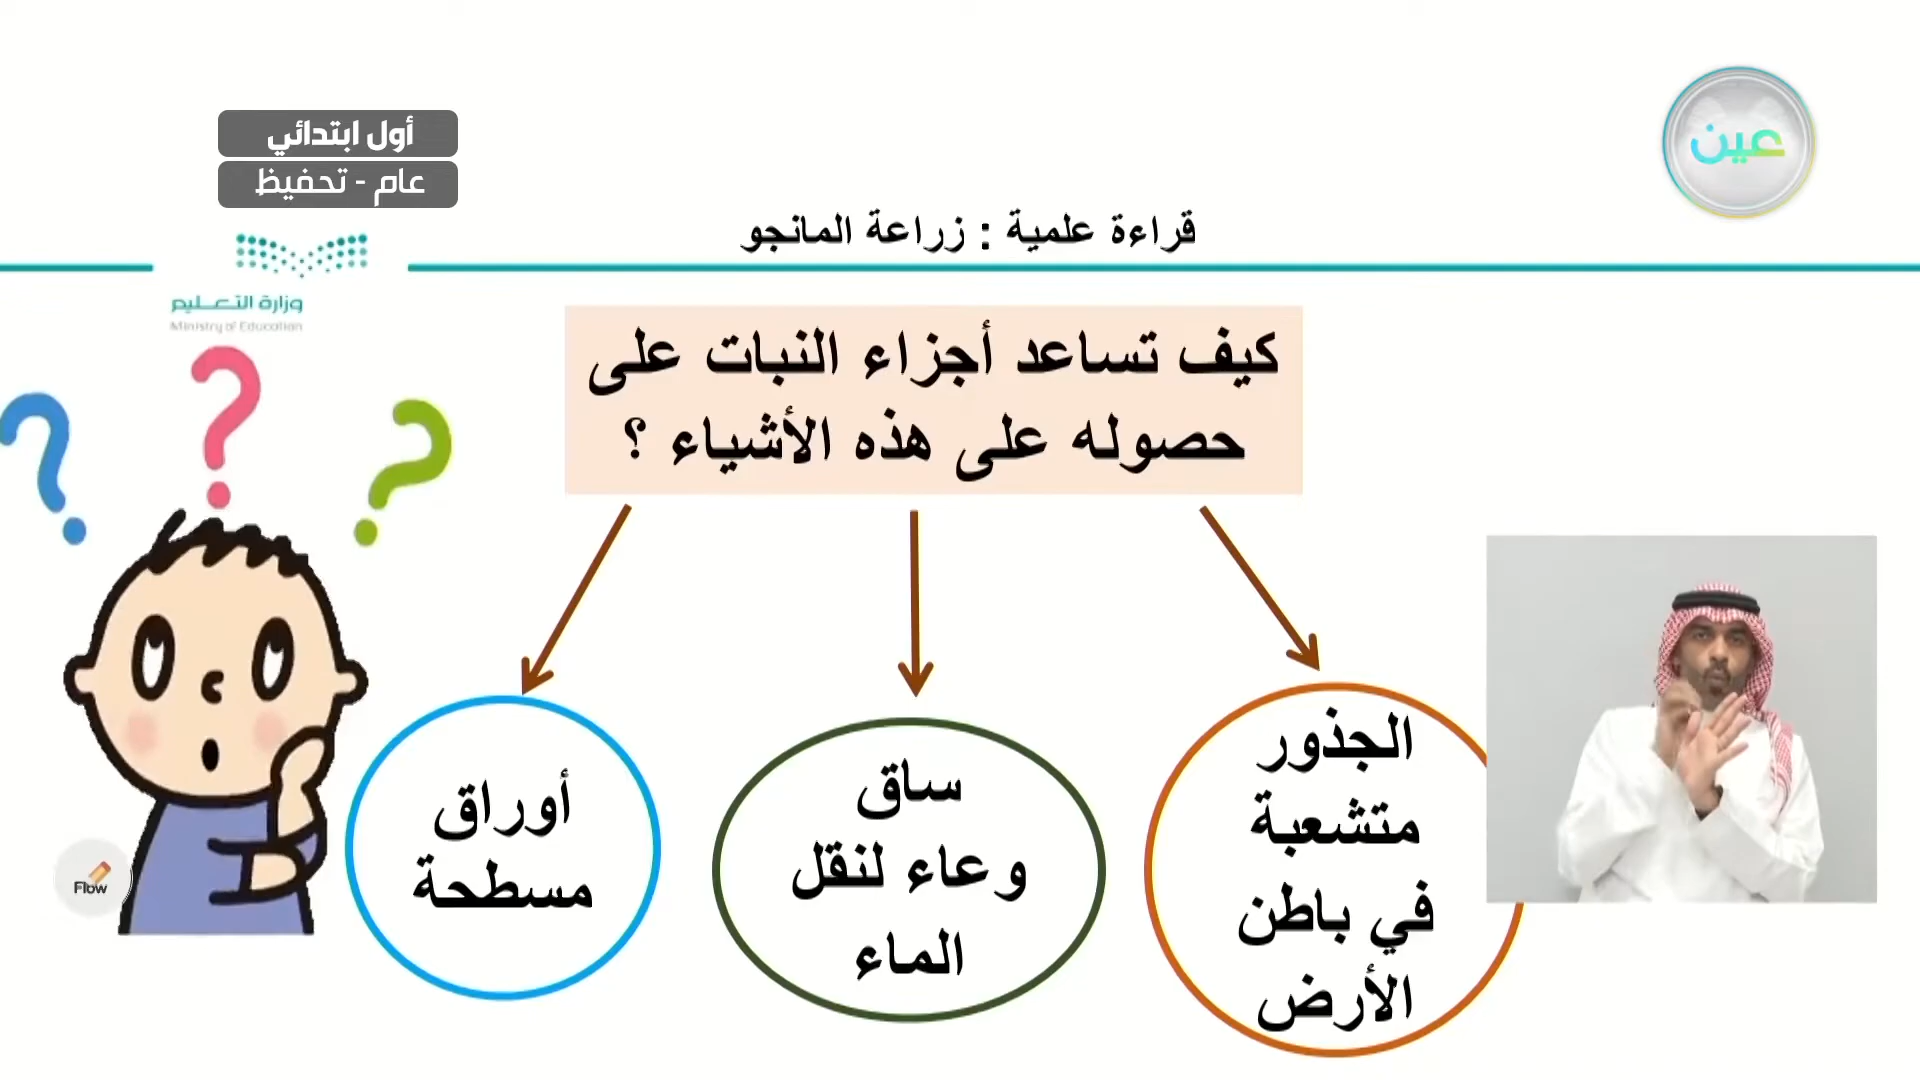 عين
أول ابتدائي
عام - تحفيظ
قراءة علمية : زراعة المانجو
وزارة التعليم
Ministry of Education
كيف تساعد أجزاء النبات على
حصوله على هذه الأشياء ؟
الجذور
متشعبة
في باطن
الأرض
ساق
وعاء لنقل
الماء
أوراق
مسطحة
Flow